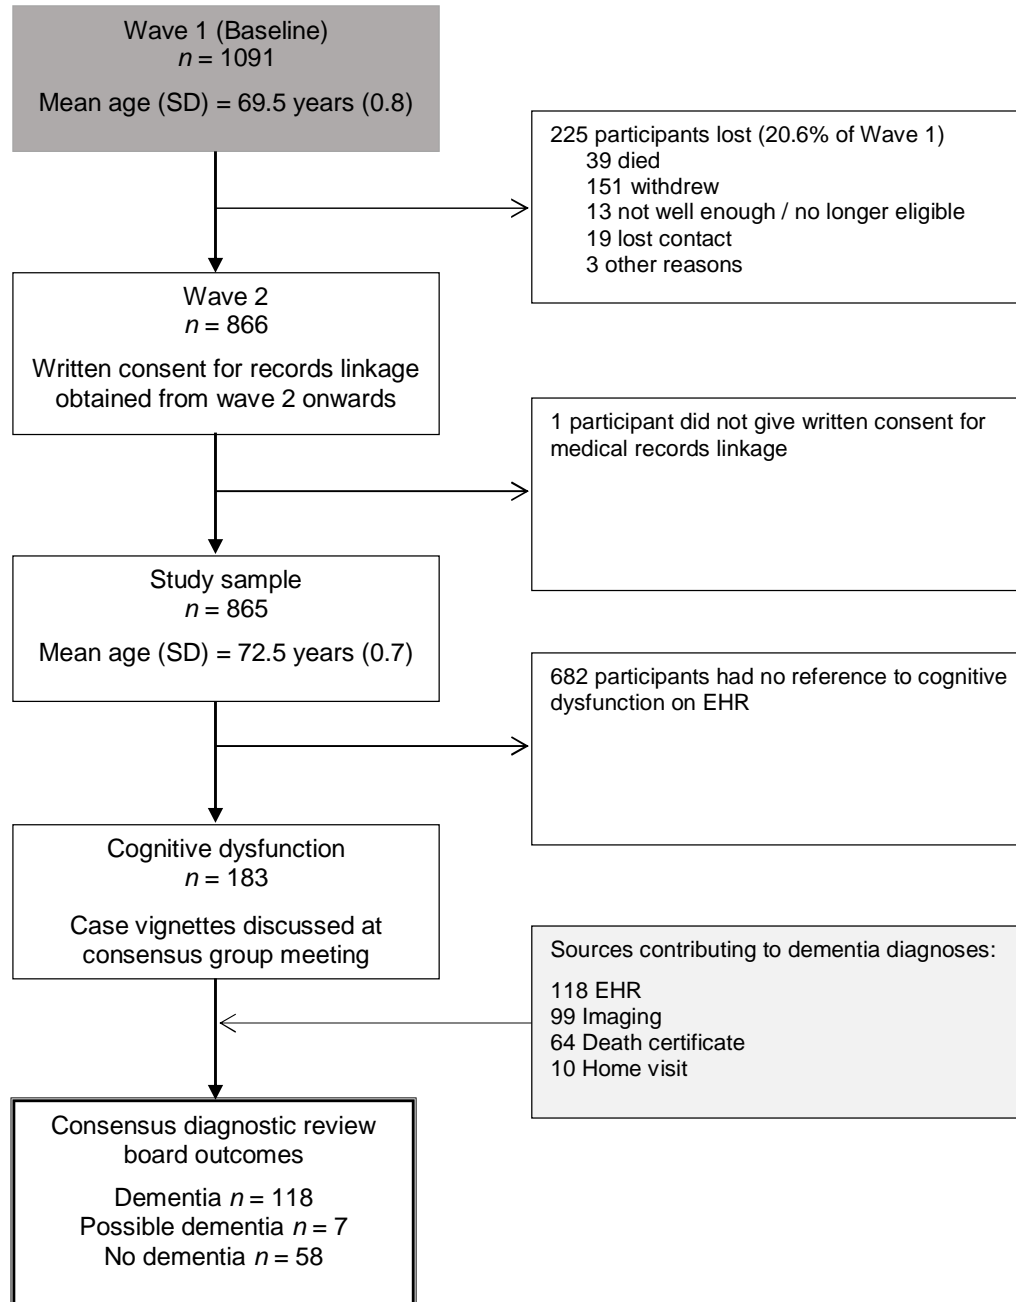 Wave 1 (Baseline)
n = 1091
Mean age (SD) = 69.5 years (0.8)
225 participants lost (20.6% of Wave 1)
39 died
151 withdrew
13 not well enough / no longer eligible
19 lost contact
3 other reasons
Wave 2
n = 866
Written consent for records linkage
obtained from wave 2 onwards
1 participant did not give written consent for
medical records linkage
Study sample
n = 865
Mean age (SD) = 72.5 years (0.7)
682 participants had no reference to cognitive
dysfunction on EHR
Cognitive dysfunction
n = 183
Case vignettes discussed at
consensus group meeting
Sources contributing to dementia diagnoses:
118 EHR
99 Imaging
64 Death certificate
10 Home visit
Consensus diagnostic review
board outcomes
Dementia n = 118
Possible dementia n = 7
No dementia n = 58